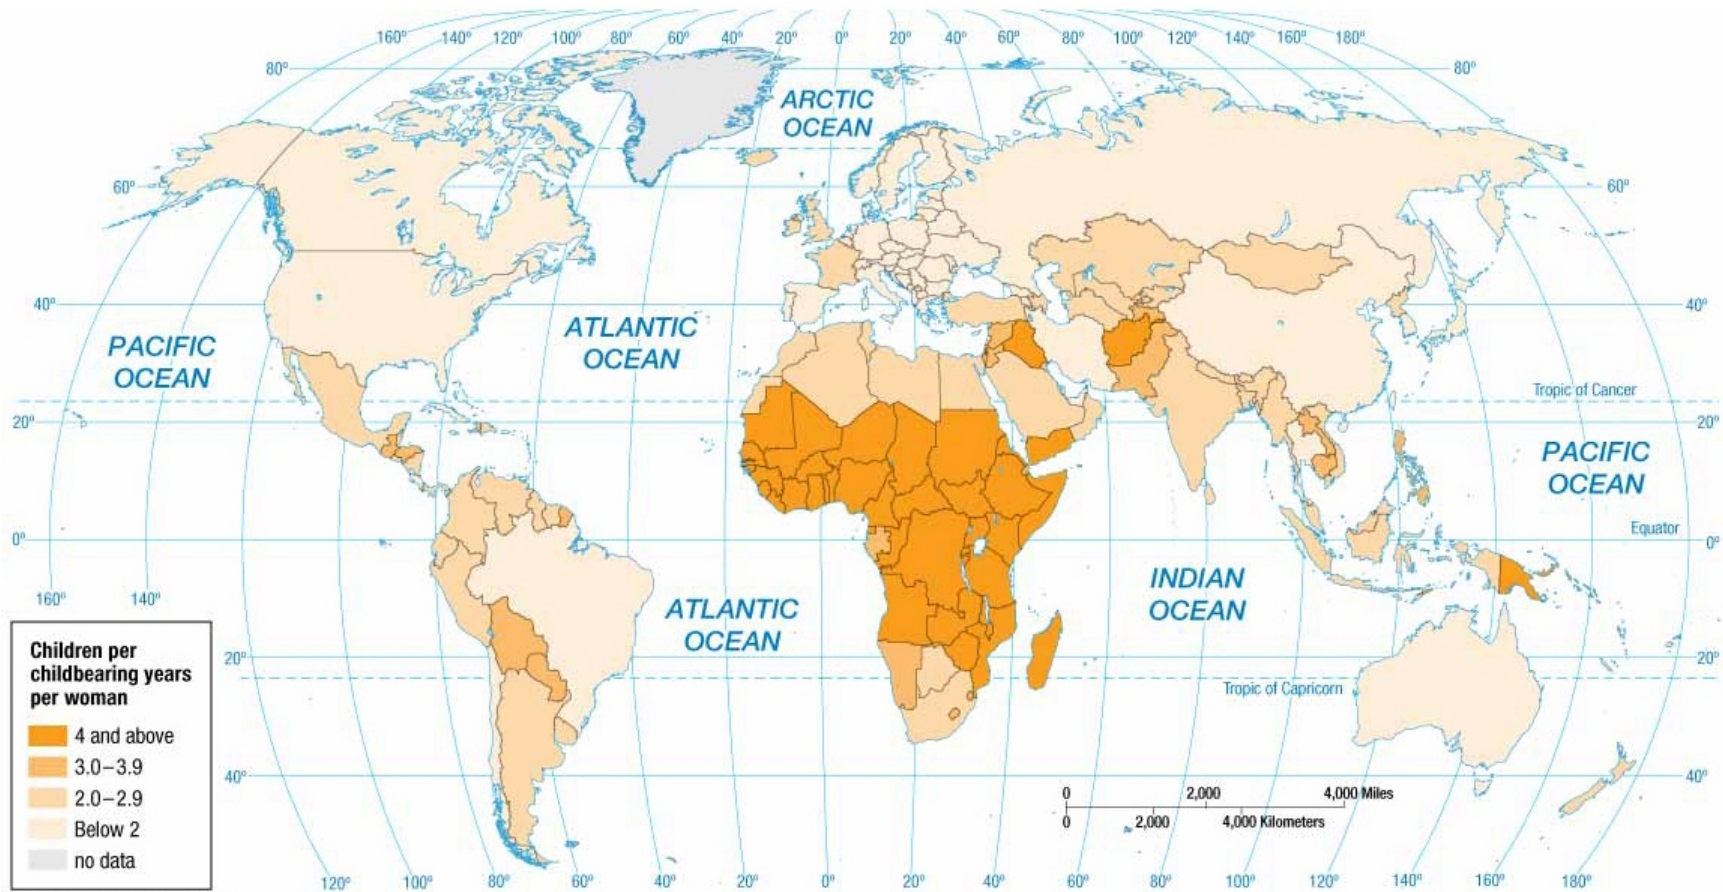 160° 140° 120° 100° 80° 60° 40° 20° 0° 20° 40° 60° 80° 100° 120° 140° 160° 180°
80° 80°
ARCTIC
OCEAN
60° 60°
40° 40°
ATLANTIC
OCEAN
PACIFIC
OCEAN
Tropic of Cancer
20° 20°
PACIFIC
OCEAN
Equator
0° 0°
INDIAN
OCEAN
160° 140°
ATLANTIC
OCEAN
20° 20°
Tropic of Capricorn
40° 40°
Children per
childbearing years
per woman
4 and above
3.0–3.9
2.0–2.9
Below 2
no data
0 2,000 4,000 Miles
0 2,000 4,000 Kilometers
120° 100° 80° 60° 40° 20° 0° 20° 40° 60° 80° 100° 120° 140° 160° 180°